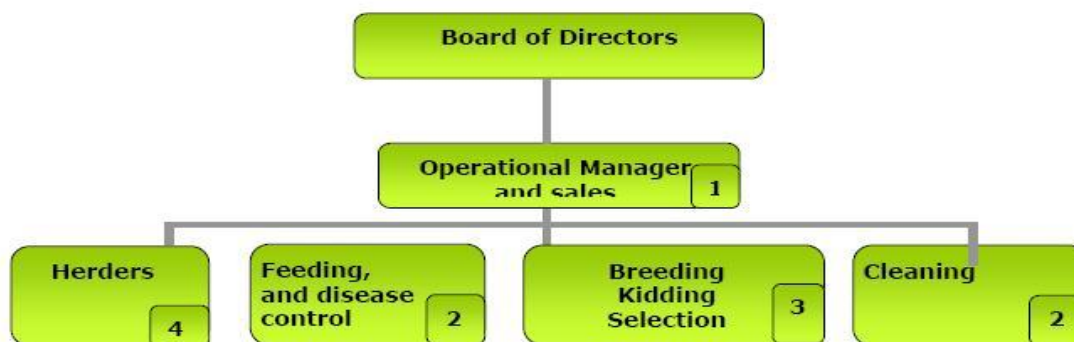 Board of Directors
Operational Manager
and sales
1
Herders
4
Feeding,
and disease
control
2
Breeding
Kidding
Selection
3
Cleaning
2